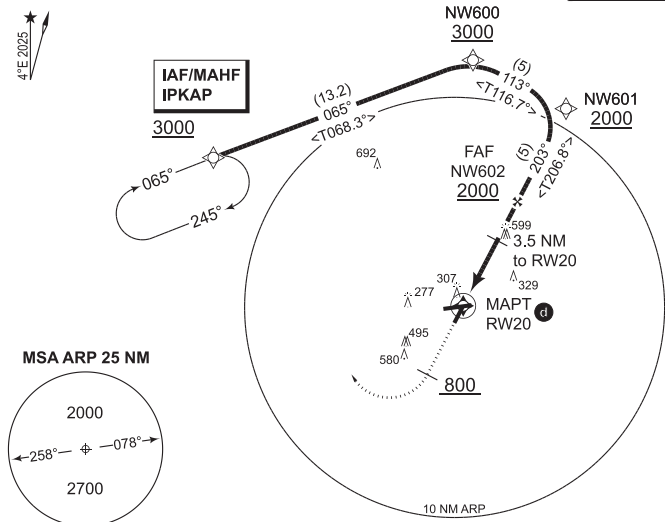 4°E 2025
IAF/MAHF
IPKAP
3000
065°
245°
(13.2)
065°
<T068.3°>
NW600
3000
(5)
113°
<T116.7°>
NW601
2000
(5)
203°
<T206.8°>
FAF
NW602
2000
692
599
3.5 NM
to RW20
329
307
277
MAPT
RW20 d
495
580
800
10 NM ARP
MSA ARP 25 NM
2000
258°
078°
2700